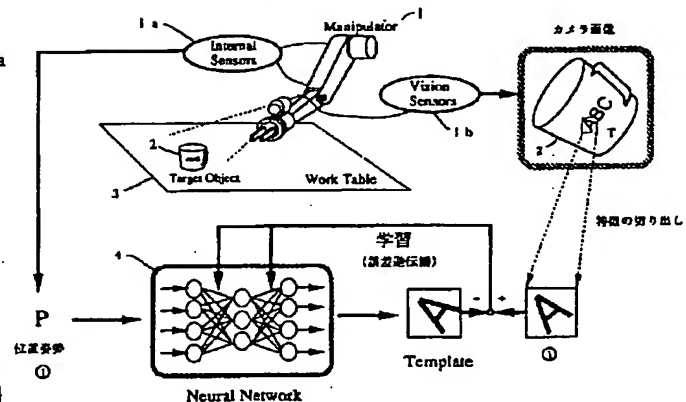 1 a
Internal
Sensors
Manipulator
1
カメラ画像
Vision
Sensors
1 b
ABC
T
2
2
Target Object
Work Table
3
特徴の切り出し
学習
(誤差逆伝播)
4
P
位置姿勢
①
A
- +
A
①
Template
Neural Network